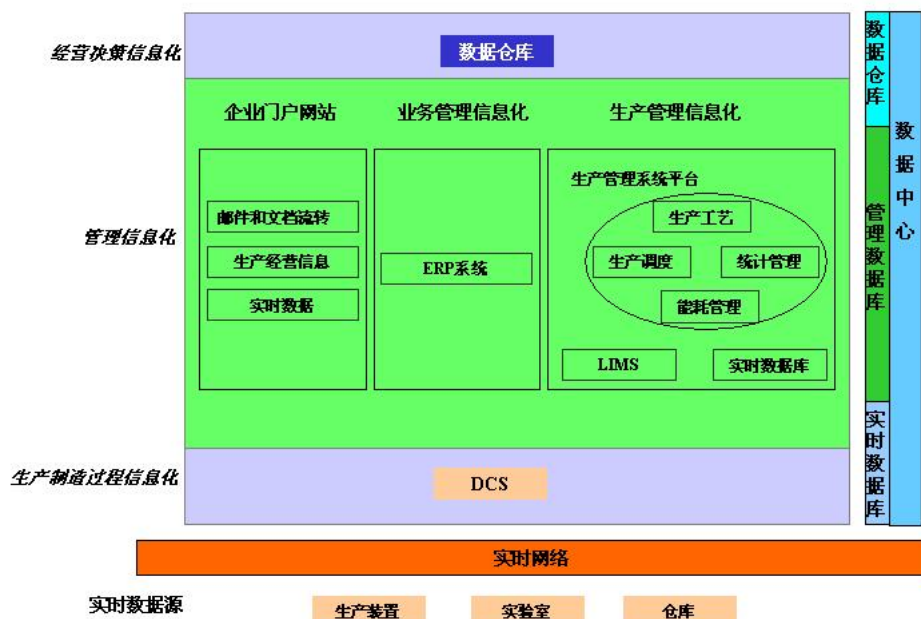 经营决策信息化
数据仓库
企业门户网站
业务管理信息化
生产管理信息化
管理信息化
邮件和文档流转
生产经营信息
实时数据
ERP系统
生产管理系统平台
生产工艺
生产调度
统计管理
能耗管理
LIMS
实时数据库
生产制造过程信息化
DCS
数据仓库
管理数据库
实时数据库
数据中心
实时网络
实时数据源
生产装置
实验室
仓库